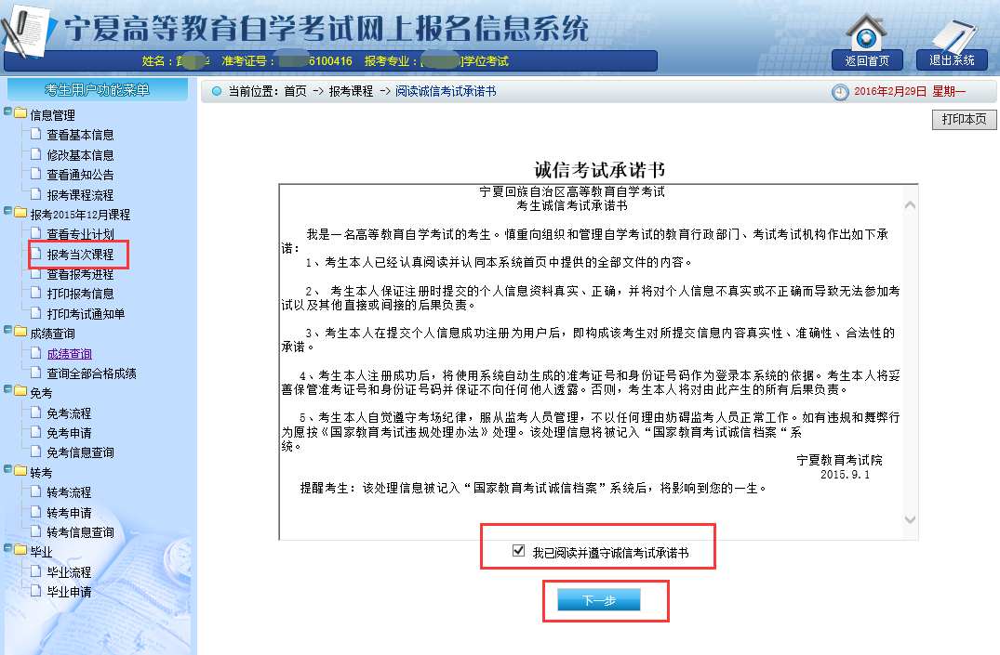 宁夏高等教育自学考试网上报名信息系统
姓名： 准考证号： 6100416 报考专业：[ ]学位考试
返回首页
退出系统
考生用户功能菜单
当前位置：首页 -> 报考课程 -> 阅读诚信考试承诺书
2016年2月29日 星期一
打印本页
信息管理
查看基本信息
修改基本信息
查看通知公告
报考课程流程
报考2015年12月课程
查看专业计划
报考当次课程
查看报考进程
打印报考信息
打印考试通知单
成绩查询
成绩查询
查询全部合格成绩
免考
免考流程
免考申请
免考信息查询
转考
转考流程
转考申请
转考信息查询
毕业
毕业流程
毕业申请
诚信考试承诺书
宁夏回族自治区高等教育自学考试
考生诚信考试承诺书
我是一名高等教育自学考试的考生。慎重向组织和管理自学考试的教育行政部门、考试考试机构作出如下承
诺：
1、考生本人已经认真阅读并认同本系统首页中提供的全部文件的内容。
2、 考生本人保证注册时提交的个人信息资料真实、正确，并将对个人信息不真实或不正确而导致无法参加考
试以及其他直接或间接的后果负责。
3、考生本人在提交个人信息成功注册为用户后，即构成该考生对所提交信息内容真实性、准确性、合法性的
承诺。
4、考生本人注册成功后，将使用系统自动生成的准考证号和身份证号码作为登录本系统的依据。考生本人将妥
善保管准考证号和身份证号码并保证不向任何他人透露。否则，考生本人将对由此产生的所有后果负责。
5、考生本人自觉遵守考场纪律，服从监考人员管理，不以任何理由妨碍监考人员正常工作。如有违规和舞弊行
为愿按《国家教育考试违规处理办法》处理。该处理信息将被记入“国家教育考试诚信档案“系
统。
宁夏教育考试院
2015.9.1
提醒考生：该处理信息被记入“国家教育考试诚信档案”系统后，将影响到您的一生。
我已阅读并遵守诚信考试承诺书
下一步